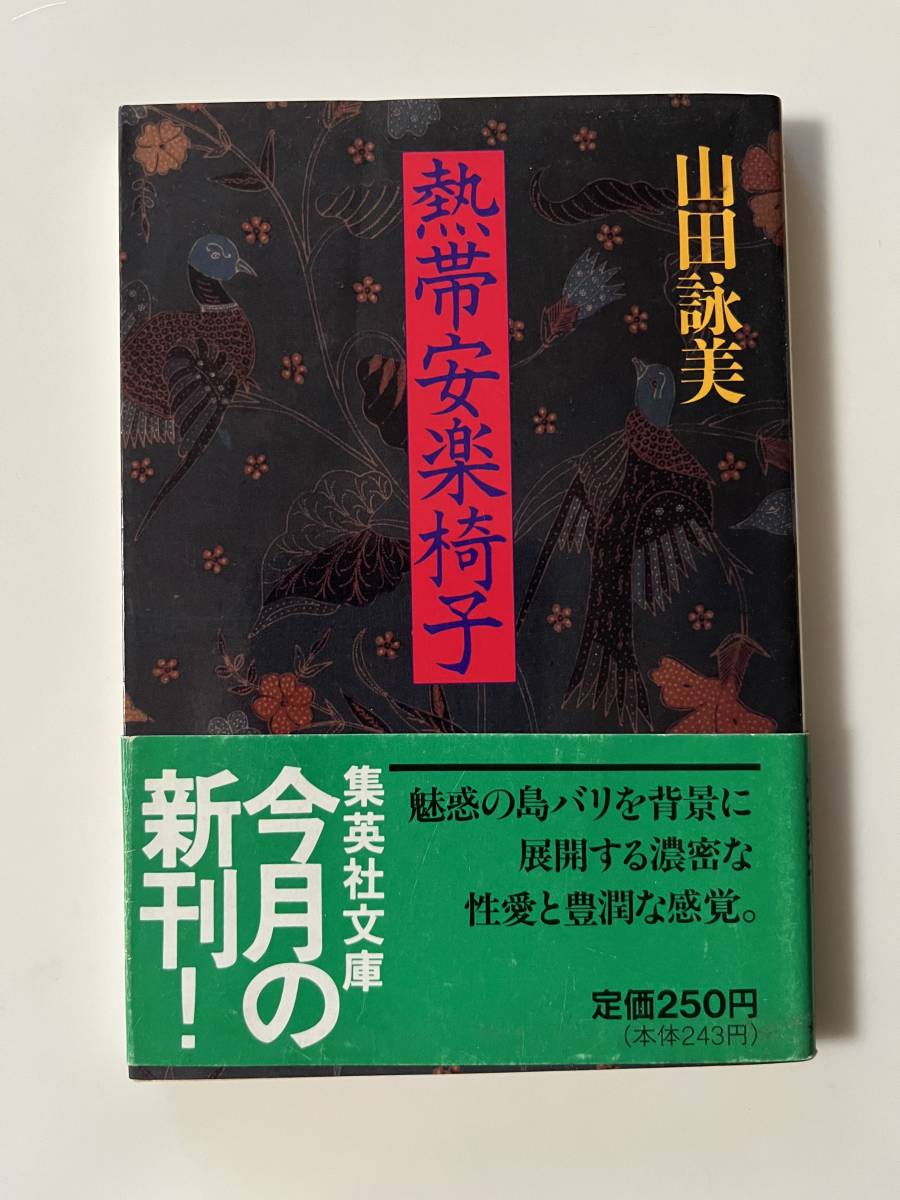 山田詠美
熱帯安楽椅子
魅惑の島バリを背景に
展開する濃密な
性愛と豊潤な感覚。
集英社文庫
今月の
新刊！
定価250円
（本体243円）